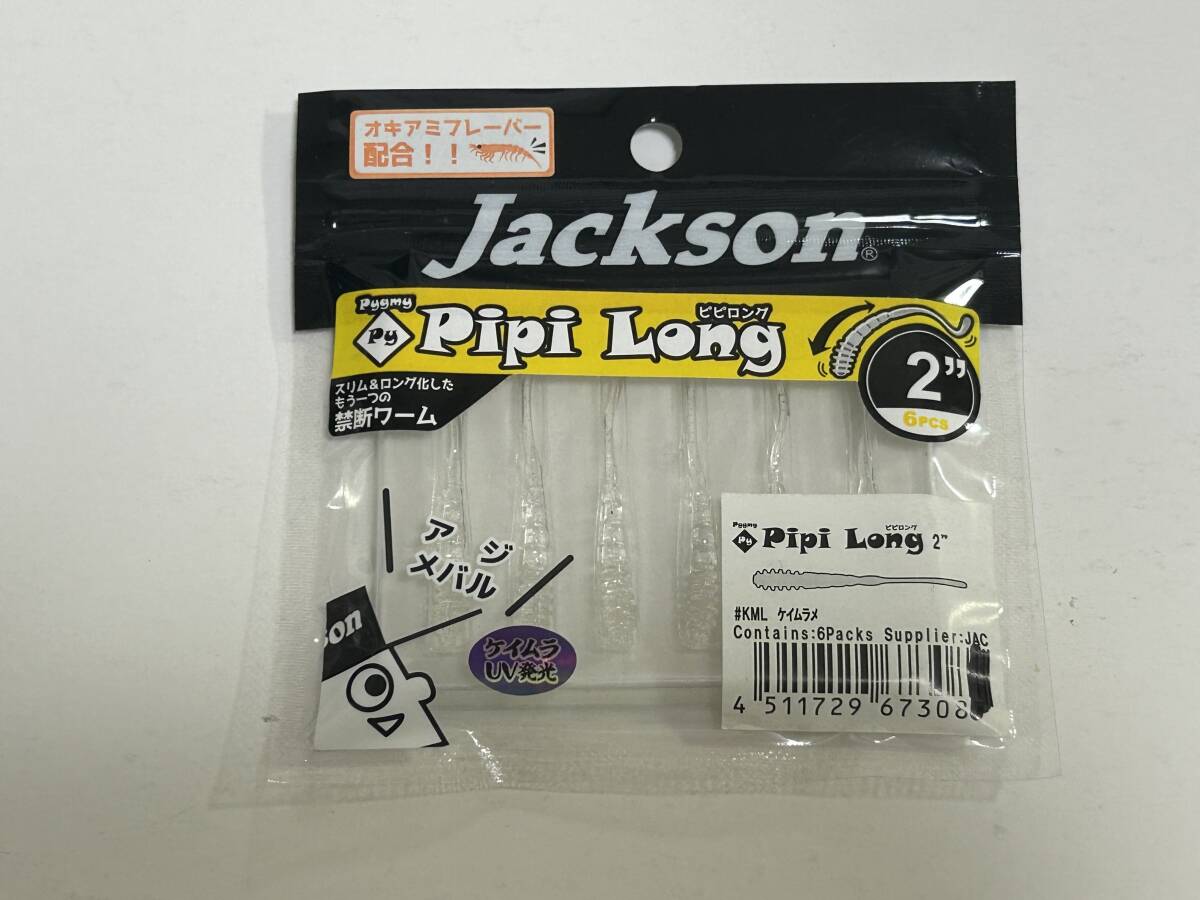 オキアミフレーバー
配合！！
Jackson®
Pygmy
Py
Pipi Long
ピピロング
2”
6PCS
スリム&ロング化した
もう一つの
禁断ワーム
アジ
メバル
son
ケイムラ
UV発光
Pygmy
Py
Pipi Long 2”
ピピロング
#KML ケイムラメ
Contains:6Packs Supplier:JAC
4 511729 67308